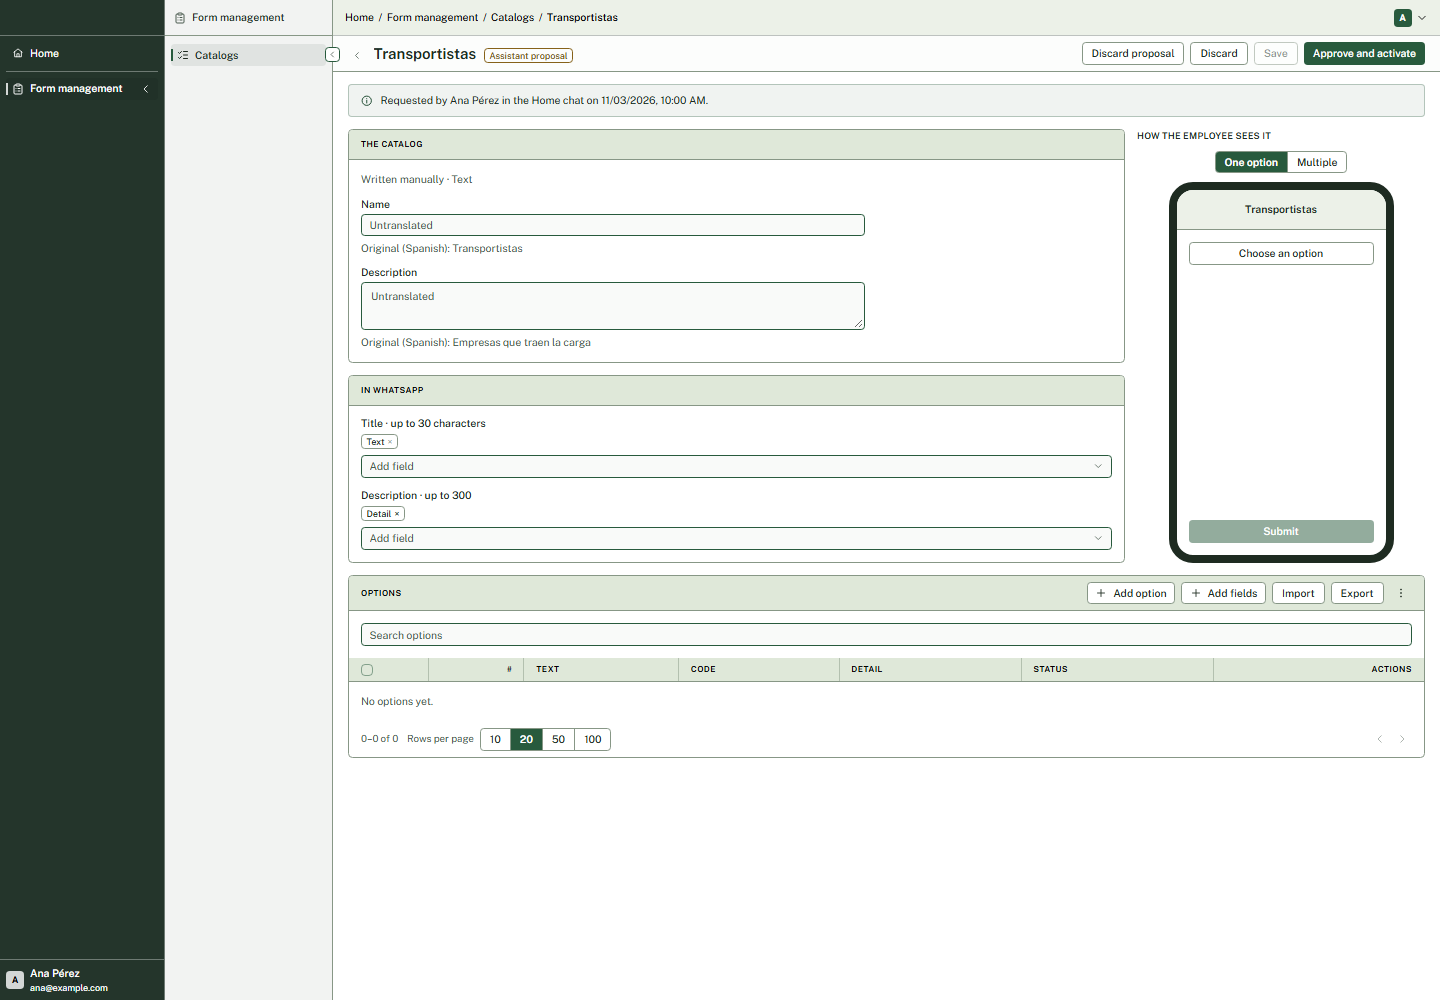 Form management
Home / Form management / Catalogs / Transportistas
A
Home
Form management
Catalogs
Transportistas
Assistant proposal
Discard proposal
Discard
Save
Approve and activate
Requested by Ana Pérez in the Home chat on 11/03/2026, 10:00 AM.
THE CATALOG
Written manually · Text
Name
Untranslated
Original (Spanish): Transportistas
Description
Untranslated
Original (Spanish): Empresas que traen la carga
HOW THE EMPLOYEE SEES IT
One option
Multiple
Transportistas
Choose an option
Submit
IN WHATSAPP
Title · up to 30 characters
Text ×
Add field
Description · up to 300
Detail ×
Add field
OPTIONS
+ Add option
+ Add fields
Import
Export
Search options
# TEXT CODE DETAIL STATUS ACTIONS
No options yet.
0–0 of 0 Rows per page 10 20 50 100
A
Ana Pérez
ana@example.com